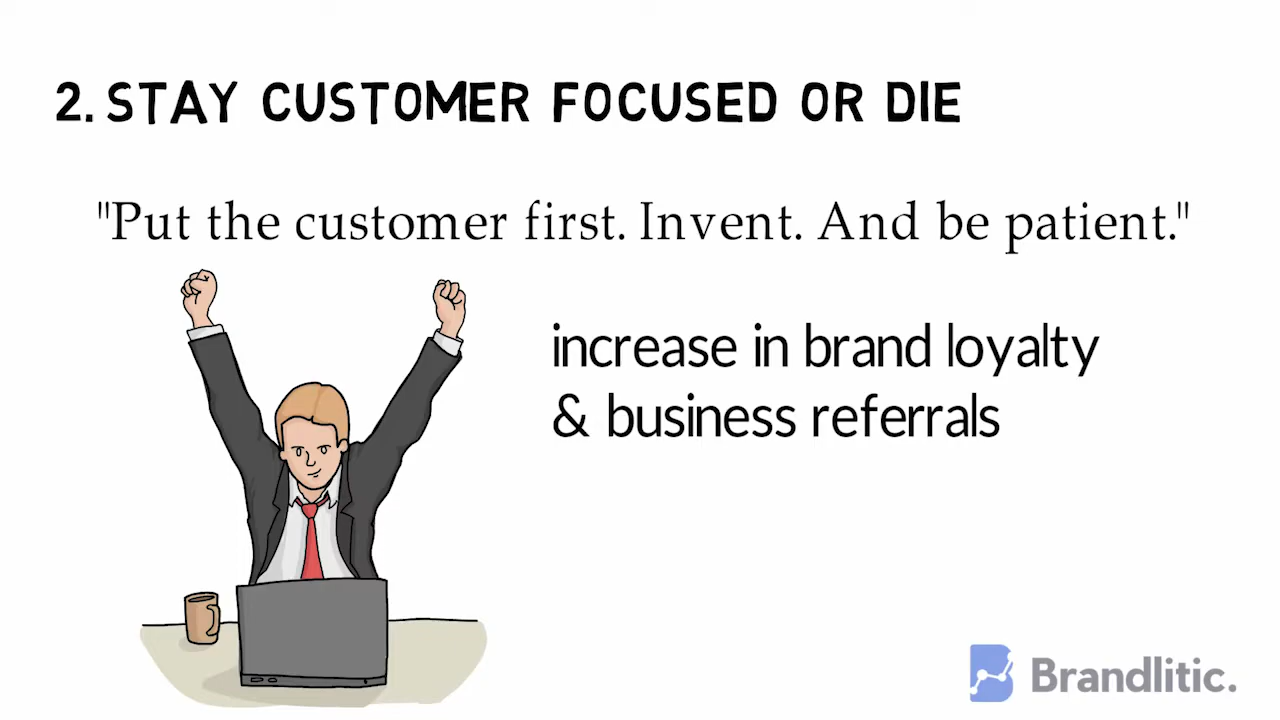 2. STAY CUSTOMER FOCUSED OR DIE
"Put the customer first. Invent. And be patient."
increase in brand loyalty
& business referrals
Brandlitic.